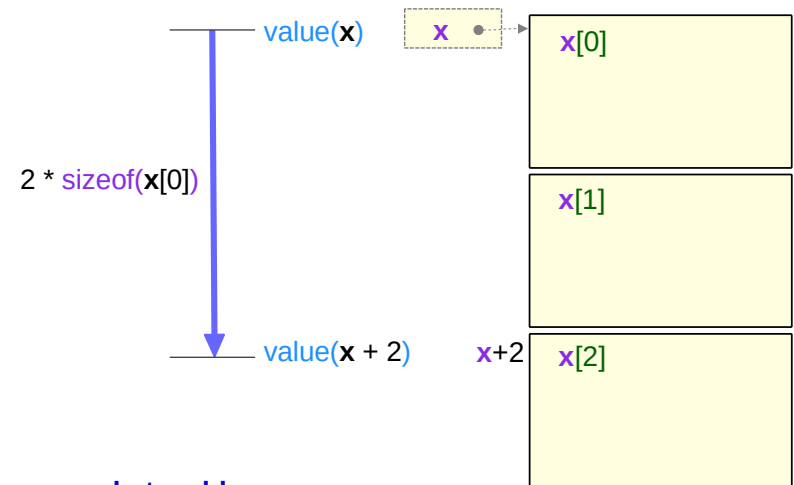 value(x)
x
x[0]
2 * sizeof(x[0])
x[1]
value(x + 2)
x+2
x[2]